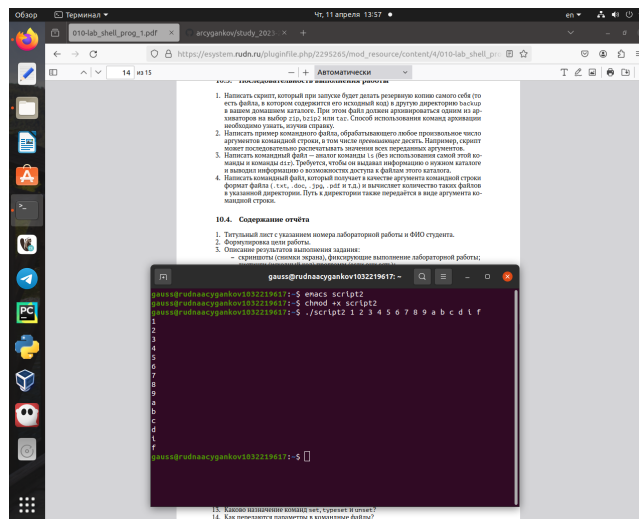 Обзор
Терминал
Чт, 11 апреля 13:57
en
010-lab_shell_prog_1.pdf
arcygankov/study_2025-
https://esystem.rudn.ru/pluginfile.php/2295265/mod_resource/content/4/010-lab_shell_pro
14 из 15
Автоматически
10.3. Последовательность выполнения работы
1. Написать скрипт, который при запуске будет делать резервную копию самого себя (то
есть файла, в котором содержится его исходный код) в другую директорию backup
в вашем домашнем каталоге. При этом файл должен архивироваться одним из ар-
хиваторов на выбор zip, bzip2 или tar. Способ использования команд архивации
необходимо узнать, изучив справку.
2. Написать пример командного файла, обрабатывающего любое произвольное число
аргументов командной строки, в том числе превышающее десять. Например, скрипт
может последовательно распечатывать значения всех переданных аргументов.
3. Написать командный файл — аналог команды ls (без использования самой этой ко-
манды и команды dir). Требуется, чтобы он выдавал информацию о нужном каталоге
и выводил информацию о возможностях доступа к файлам этого каталога.
4. Написать командный файл, который получает в качестве аргумента командной строки
формат файла (.txt, .doc, .jpg, .pdf и т.д.) и вычисляет количество таких файлов
в указанной директории. Путь к директории также передаётся в виде аргумента ко-
мандной строки.
10.4. Содержание отчёта
1. Титульный лист с указанием номера лабораторной работы и ФИО студента.
2. Формулировка цели работы.
3. Описание результатов выполнения задания:
– скриншоты (снимки экрана), фиксирующие выполнение лабораторной работы;
gauss@rudnaacygankov1032219617: ~
gauss@rudnaacygankov1032219617:~$ emacs script2
gauss@rudnaacygankov1032219617:~$ chmod +x script2
gauss@rudnaacygankov1032219617:~$ ./script2 1 2 3 4 5 6 7 8 9 a b c d i f
1
2
3
4
5
6
7
8
9
a
b
c
d
i
f
gauss@rudnaacygankov1032219617:~$
13. Каково назначение команд set, typeset и unset?
14. Как передаются параметры в командные файлы?
PC